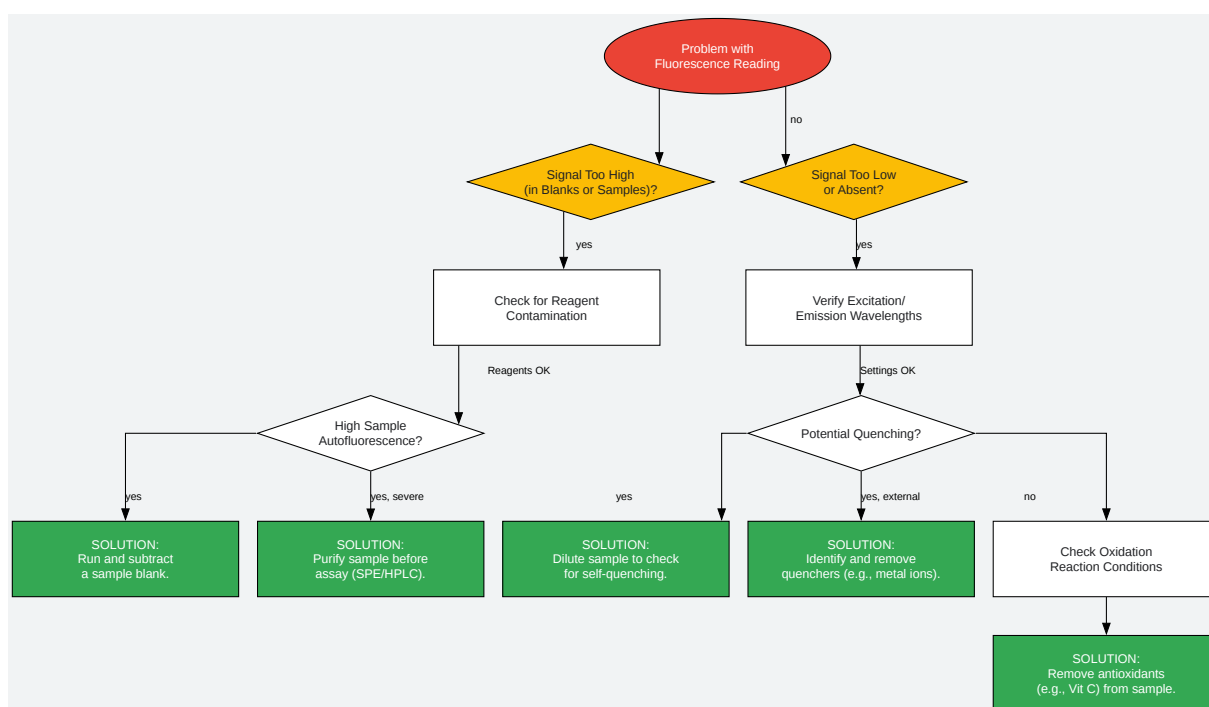 Problem with
Fluorescence Reading
no
Signal Too High
(in Blanks or Samples)?
Signal Too Low
or Absent?
yes
yes
Check for Reagent
Contamination
Verify Excitation/
Emission Wavelengths
Reagents OK
Settings OK
High Sample
Autofluorescence?
Potential Quenching?
yes
yes, severe
yes
yes, external
no
SOLUTION:
Run and subtract
a sample blank.
SOLUTION:
Purify sample before
assay (SPE/HPLC).
SOLUTION:
Dilute sample to check
for self-quenching.
SOLUTION:
Identify and remove
quenchers (e.g., metal ions).
Check Oxidation
Reaction Conditions
SOLUTION:
Remove antioxidants
(e.g., Vit C) from sample.